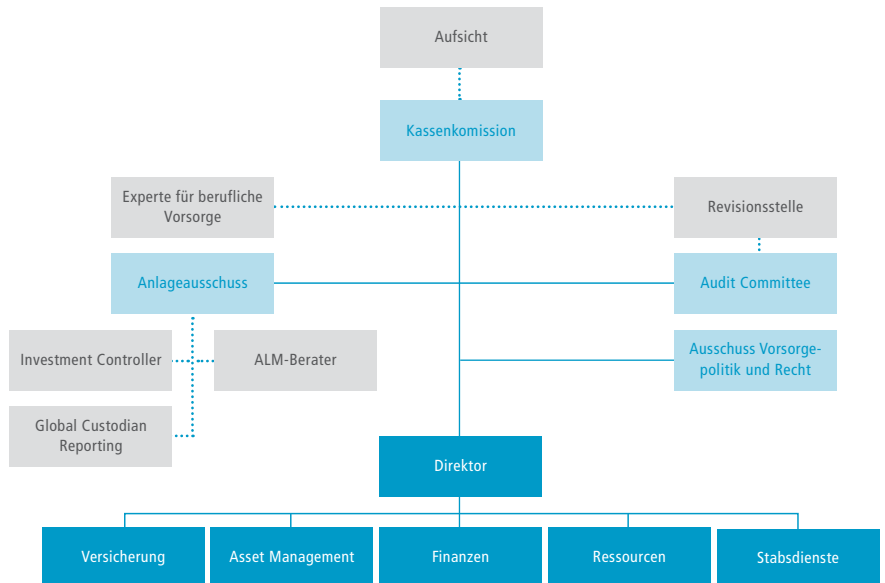 Aufsicht
Kassenkomission
Experte für berufliche
Vorsorge
Revisionsstelle
Anlageausschuss
Audit Committee
Investment Controller
ALM-Berater
Ausschuss Vorsorge-
politik und Recht
Global Custodian
Reporting
Direktor
Versicherung
Asset Management
Finanzen
Ressourcen
Stabsdienste